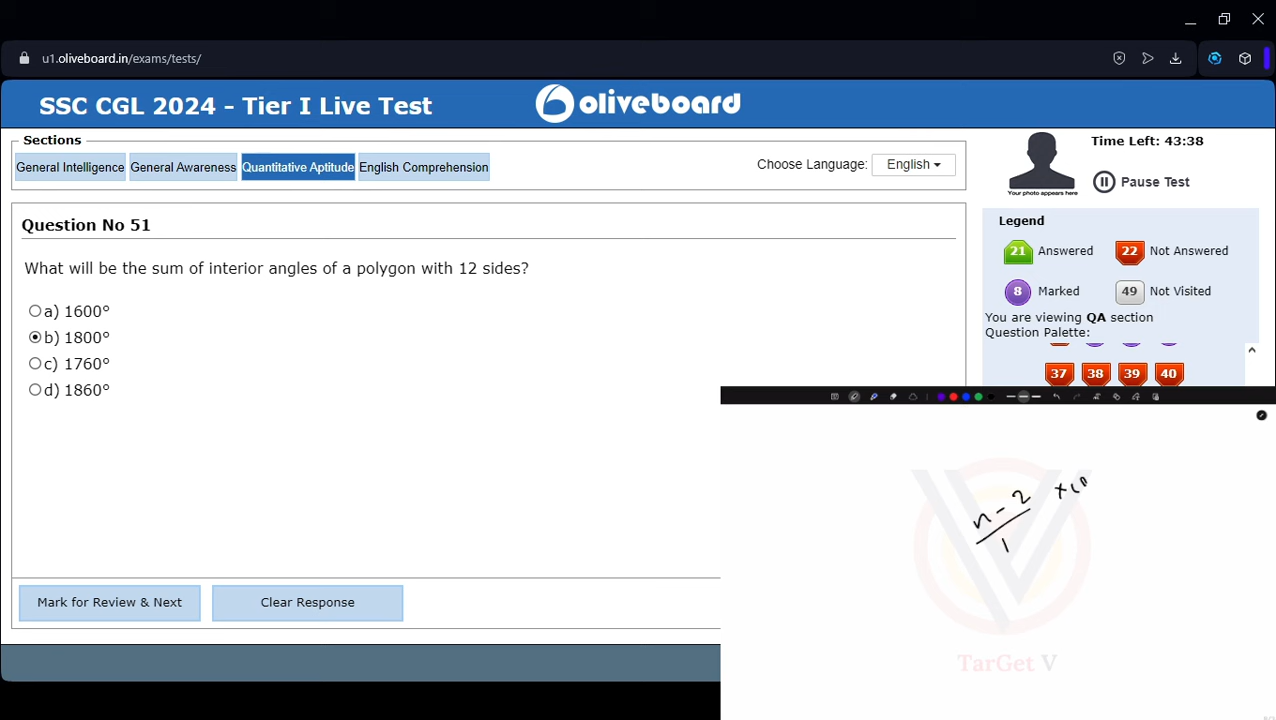 u1.oliveboard.in/exams/tests/
SSC CGL 2024 - Tier I Live Test
oliveboard
Sections
General Intelligence
General Awareness
Quantitative Aptitude
English Comprehension
Choose Language:
English
Your photo appears here
Time Left: 43:38
Pause Test
Legend
21 Answered
22 Not Answered
8 Marked
49 Not Visited
You are viewing QA section
Question Palette:
37 38 39 40
Question No 51
What will be the sum of interior angles of a polygon with 12 sides?
a) 1600°
b) 1800°
c) 1760°
d) 1860°
Mark for Review & Next
Clear Response
n - 2
1
TarGet V